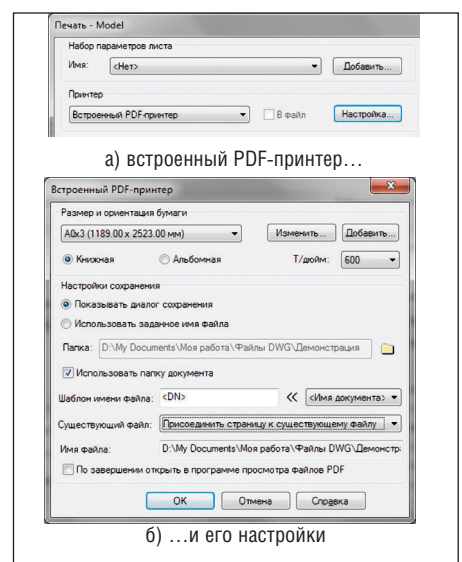 Печать - Model
Набор параметров листа
Имя: <Нет> Добавить...
Принтер
Встроенный PDF-принтер В файл Настройка...
а) встроенный PDF-принтер…
Встроенный PDF-принтер
Размер и ориентация бумаги
A0x3 (1189.00 x 2523.00 мм) Изменить... Добавить...
Книжная Альбомная Т/дюйм: 600
Настройки сохранения
Показывать диалог сохранения
Использовать заданное имя файла
Папка: D:\My Documents\Моя работа\Файлы DWG\Демонстрация
Использовать папку документа
Шаблон имени файла: <DN> << <Имя документа>
Существующий файл: Присоединить страницу к существующему файлу
Имя файла: D:\My Documents\Моя работа\Файлы DWG\Демонстр
По завершении открыть в программе просмотра файлов PDF
OK Отмена Справка
б) …и его настройки